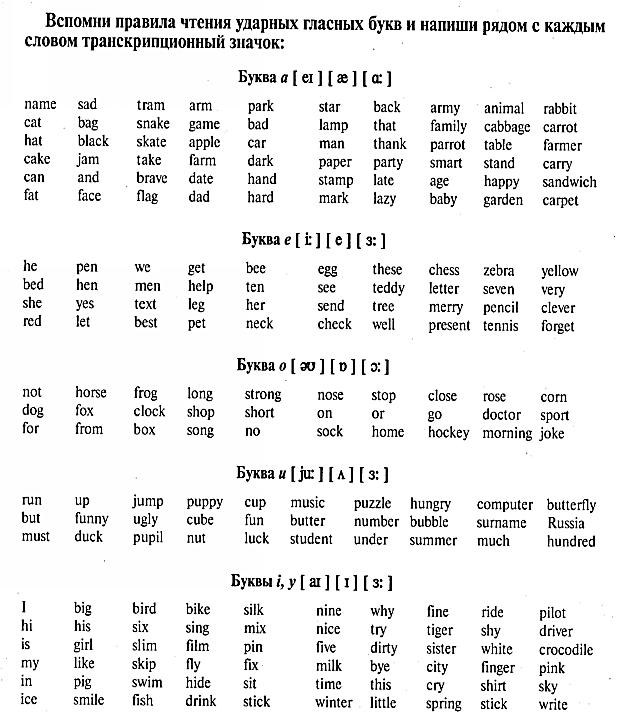 Вспомни правила чтения ударных гласных букв и напиши рядом с каждым
словом транскрипционный значок:
Буква a [ eɪ ] [ æ ] [ ɑ: ]
name sad tram arm park star back army animal rabbit
cat bag snake game bad lamp that family cabbage carrot
hat black skate apple car man thank parrot table farmer
cake jam take farm dark paper party smart stand carry
can and brave date hand stamp late age happy sandwich
fat face flag dad hard mark lazy baby garden carpet
Буква e [ i: ] [ e ] [ ɜ: ]
he pen we get bee egg these chess zebra yellow
bed hen men help ten see teddy letter seven very
she yes text leg her send tree merry pencil clever
red let best pet neck check well present tennis forget
Буква o [ əʊ ] [ ɒ ] [ ɔ: ]
not horse frog long strong nose stop close rose corn
dog fox clock shop short on or go doctor sport
for from box song no sock home hockey morning joke
Буква u [ ju: ] [ ʌ ] [ ɜ: ]
run up jump puppy cup music puzzle hungry computer butterfly
but funny ugly cube fun butter number bubble surname Russia
must duck pupil nut luck student under summer much hundred
Буквы i, y [ aɪ ] [ ɪ ] [ ɜ: ]
I big bird bike silk nine why fine ride pilot
hi his six sing mix nice try tiger shy driver
is girl slim film pin five dirty sister white crocodile
my like skip fly fix milk bye city finger pink
in pig swim hide sit time this cry shirt sky
ice smile fish drink stick winter little spring stick write